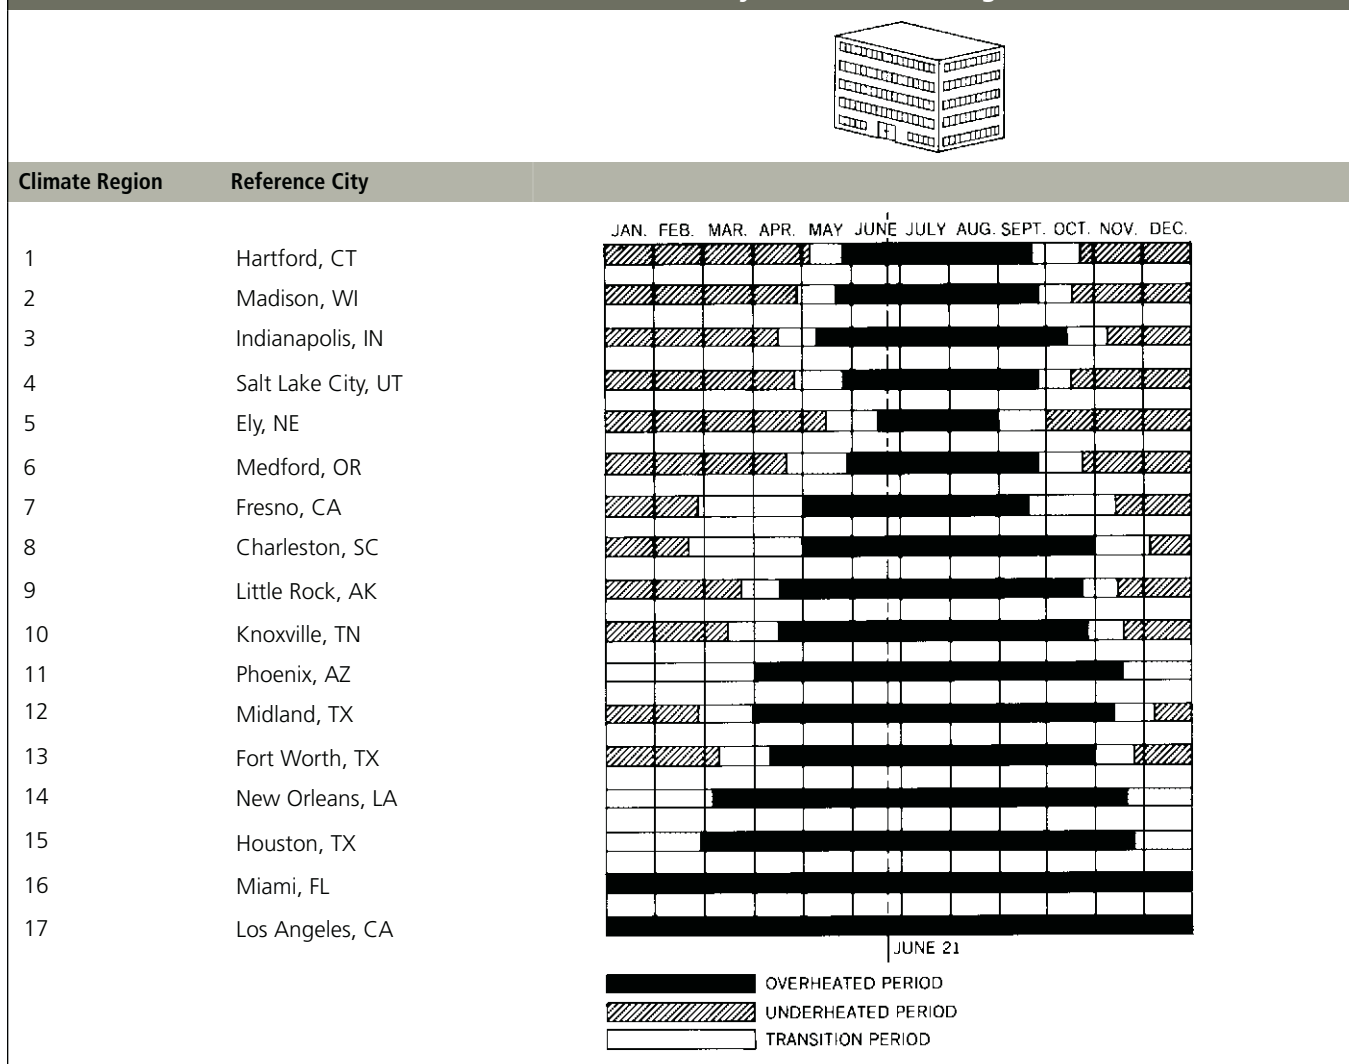 Climate Region Reference City
JAN. FEB. MAR. APR. MAY JUNE JULY AUG. SEPT. OCT. NOV. DEC.
1 Hartford, CT
2 Madison, WI
3 Indianapolis, IN
4 Salt Lake City, UT
5 Ely, NE
6 Medford, OR
7 Fresno, CA
8 Charleston, SC
9 Little Rock, AK
10 Knoxville, TN
11 Phoenix, AZ
12 Midland, TX
13 Fort Worth, TX
14 New Orleans, LA
15 Houston, TX
16 Miami, FL
17 Los Angeles, CA
JUNE 21
OVERHEATED PERIOD
UNDERHEATED PERIOD
TRANSITION PERIOD